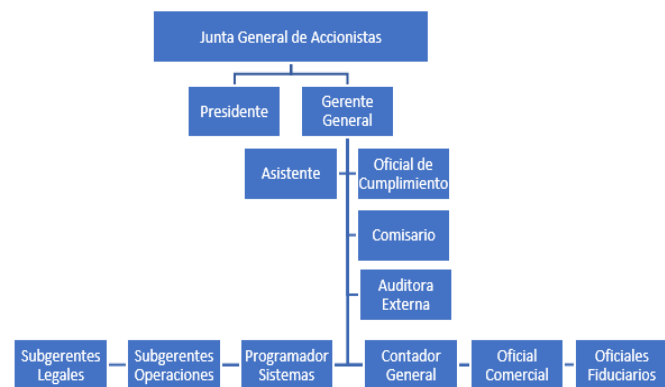 Junta General de Accionistas
Presidente
Gerente
General
Asistente
Oficial de
Cumplimiento
Comisario
Auditora
Externa
Subgerentes
Legales
Subgerentes
Operaciones
Programador
Sistemas
Contador
General
Oficial
Comercial
Oficiales
Fiduciarios